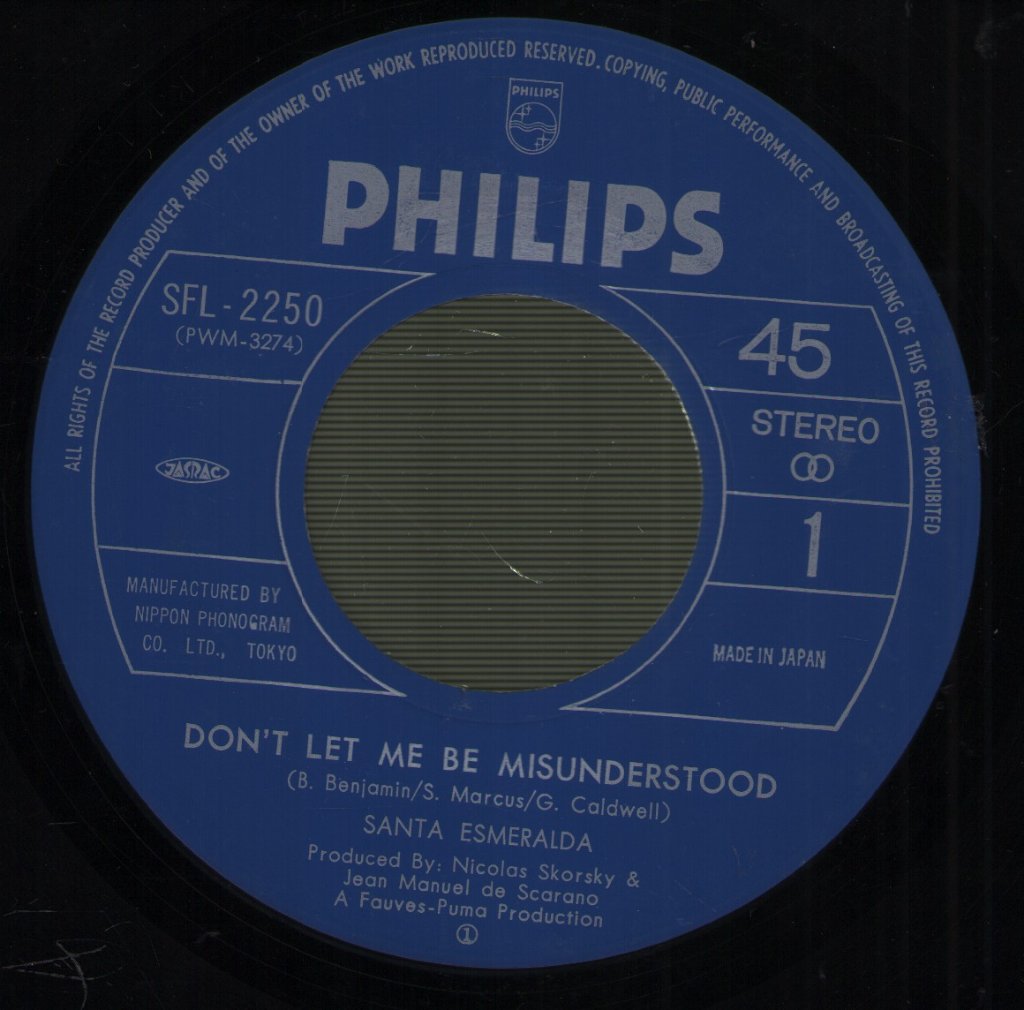 ALL RIGHTS OF THE RECORD PRODUCER AND OF THE OWNER OF THE WORK REPRODUCED RESERVED. COPYING, PUBLIC PERFORMANCE AND BROADCASTING OF THIS RECORD PROHIBITED
PHILIPS
PHILIPS
SFL-2250
(PWM-3274)
45
STEREO
1
JASRAC
MANUFACTURED BY
NIPPON PHONOGRAM
CO. LTD., TOKYO
MADE IN JAPAN
DON'T LET ME BE MISUNDERSTOOD
(B. Benjamin/S. Marcus/G. Caldwell)
SANTA ESMERALDA
Produced By: Nicolas Skorsky &
Jean Manuel de Scarano
A Fauves-Puma Production
①